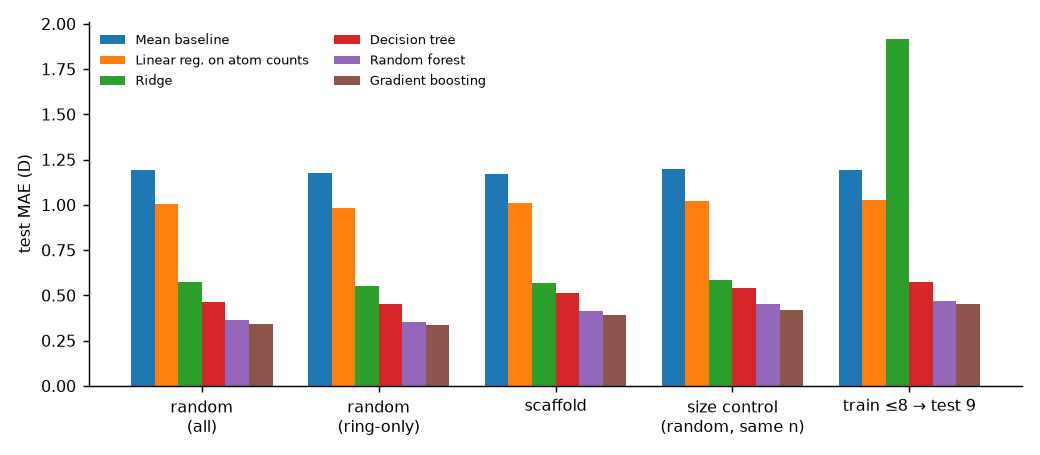 2.00
1.75
1.50
1.25
1.00
0.75
0.50
0.25
0.00
test MAE (D)
Mean baseline
Linear reg. on atom counts
Ridge
Decision tree
Random forest
Gradient boosting
random
(all)
random
(ring-only)
scaffold
size control
(random, same n)
train ≤8 → test 9